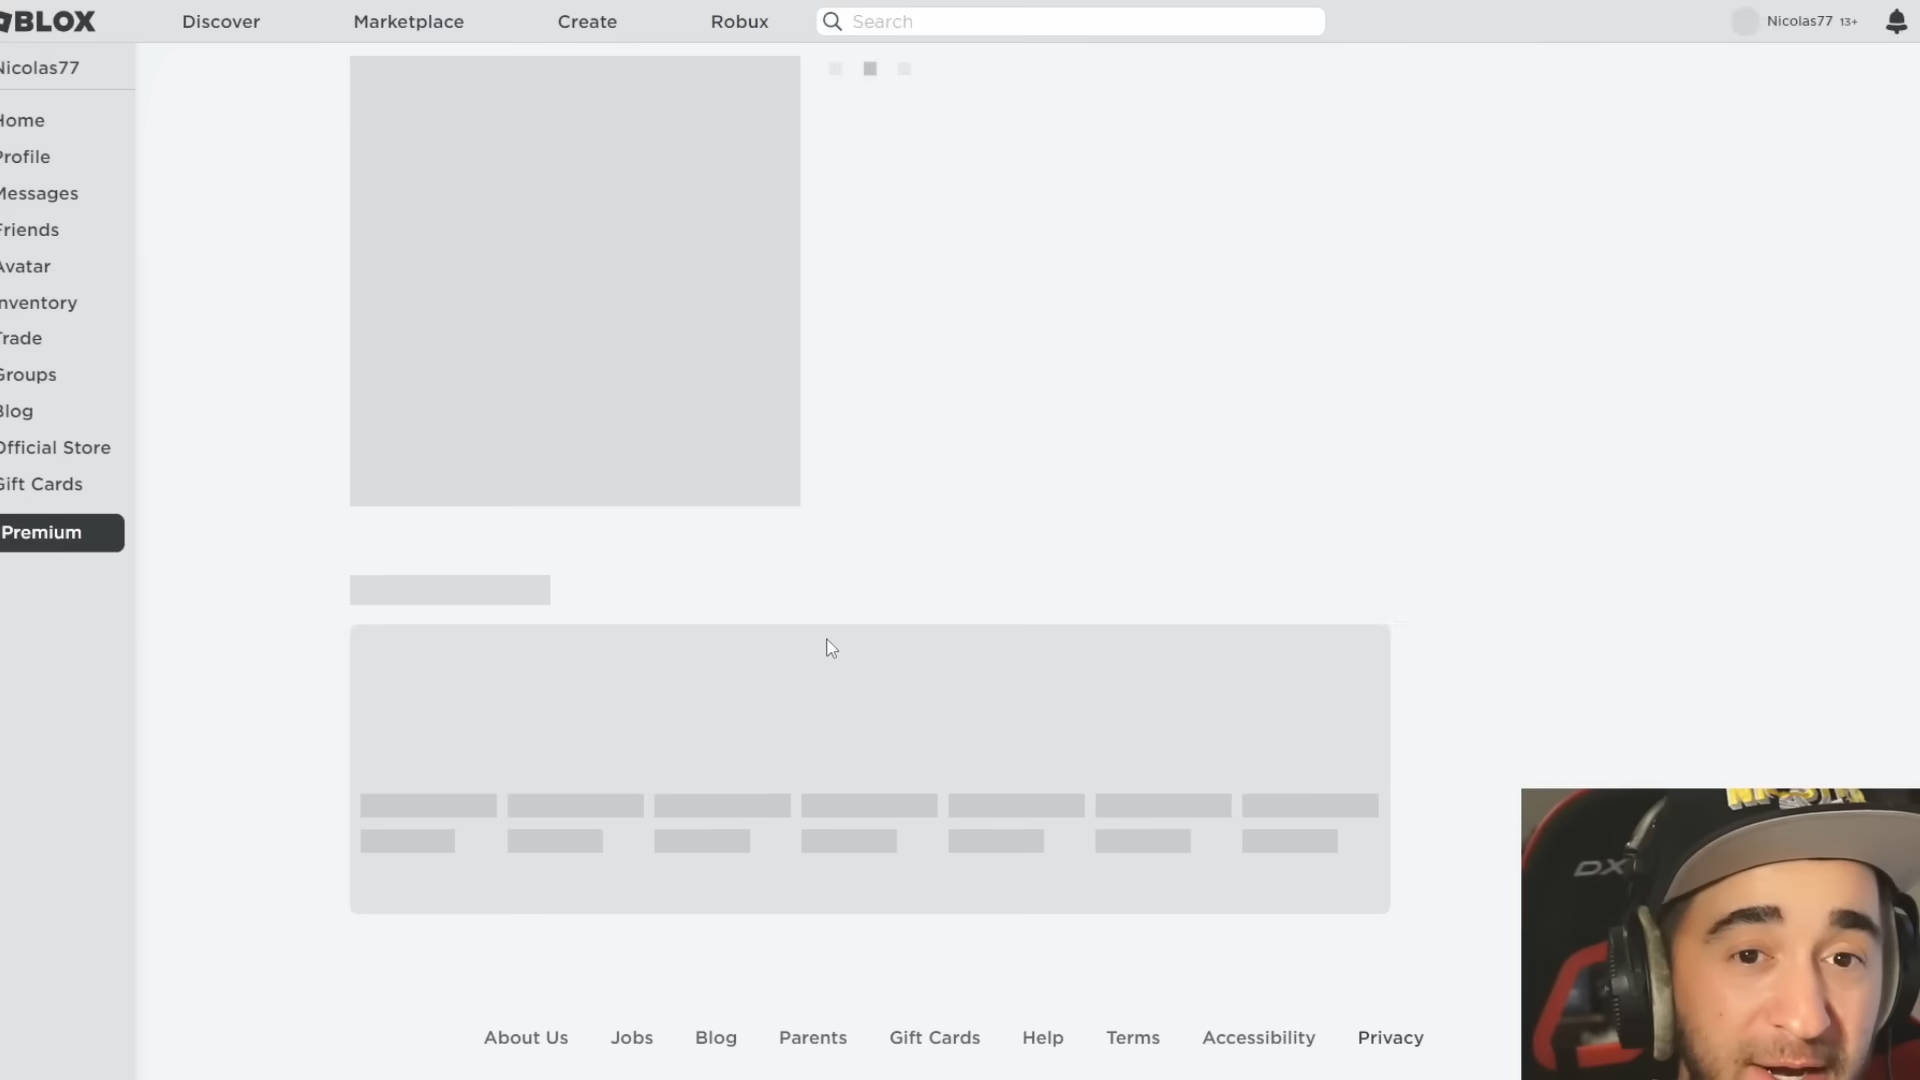 BLOX
Discover
Marketplace
Create
Robux
Search
Nicolas77 13+
Nicolas77
Home
Profile
Messages
Friends
Avatar
Inventory
Trade
Groups
Blog
Official Store
Gift Cards
Premium
DX
About Us
Jobs
Blog
Parents
Gift Cards
Help
Terms
Accessibility
Privacy